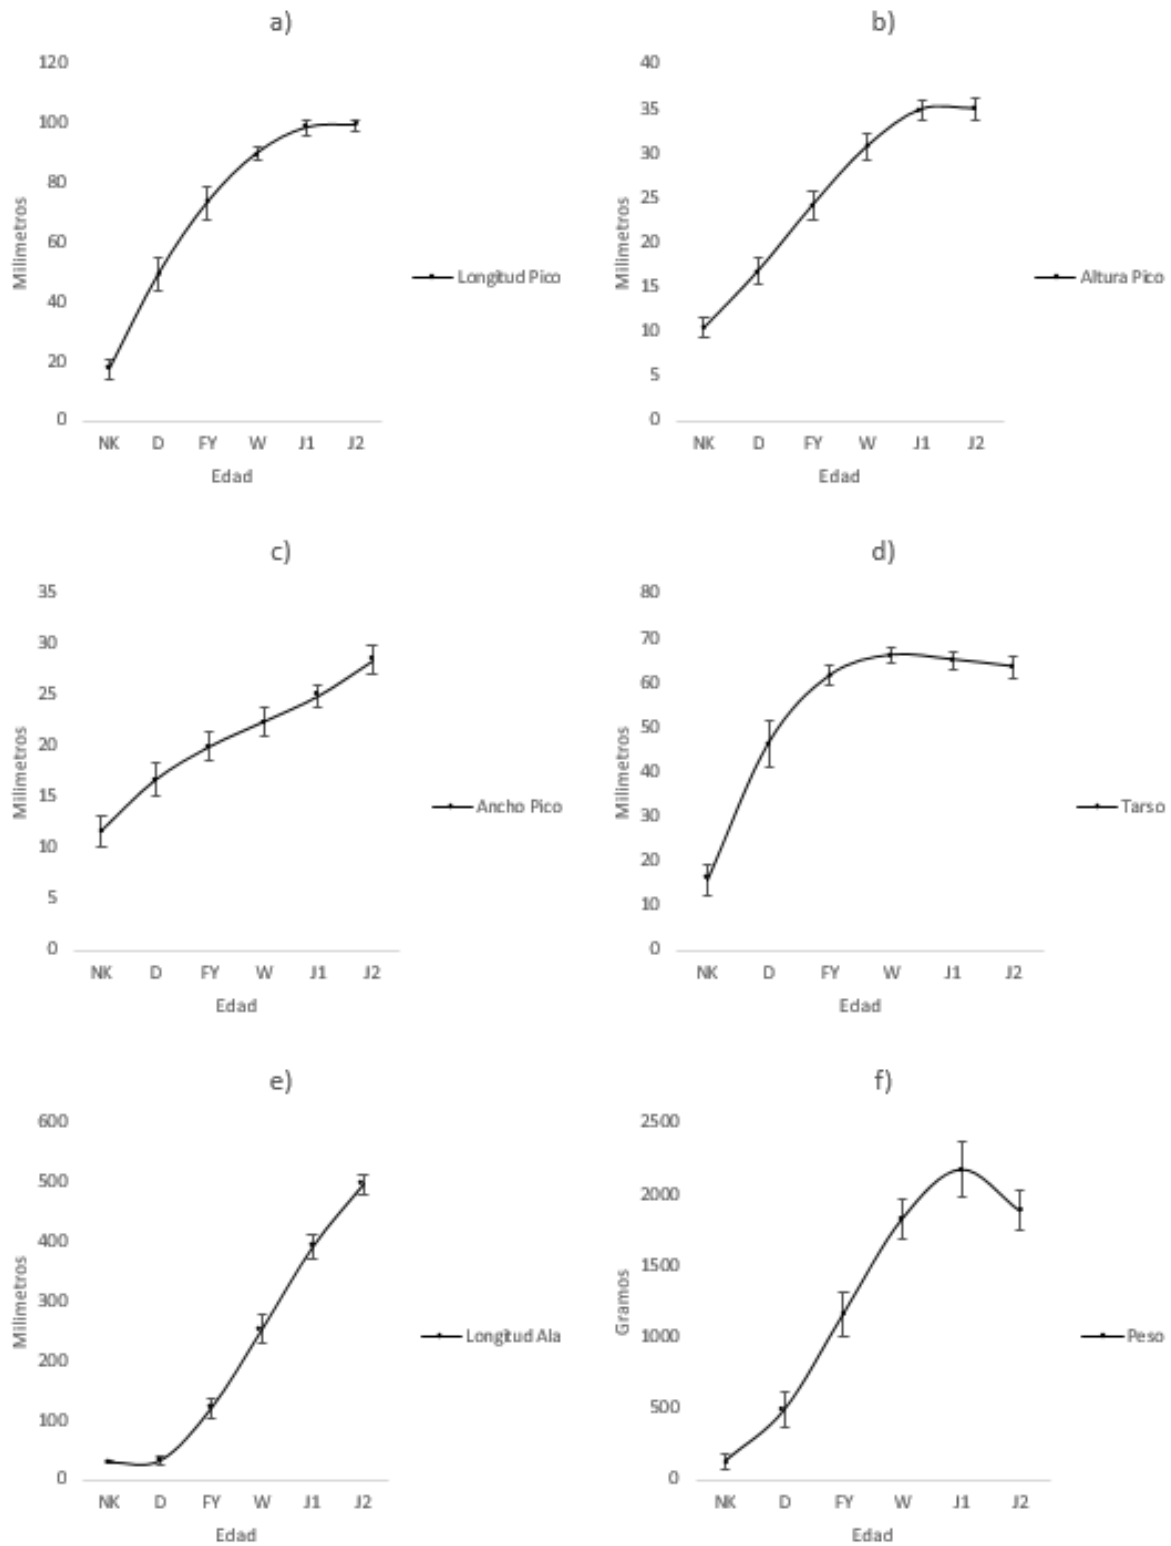 a)
120
100
80
60
40
20
0
Milimetros
NK D FY W J1 J2
Edad
Longitud Pico
b)
40
35
30
25
20
15
10
5
0
Milimetros
NK D FY W J1 J2
Edad
Altura Pico
c)
35
30
25
20
15
10
5
0
Milimetros
NK D FY W J1 J2
Edad
Ancho Pico
d)
80
70
60
50
40
30
20
10
0
Milimetros
NK D FY W J1 J2
Edad
Tarso
e)
600
500
400
300
200
100
0
Milimetros
NK D FY W J1 J2
Edad
Longitud Ala
f)
2500
2000
1500
1000
500
0
Gramos
NK D FY W J1 J2
Edad
Peso